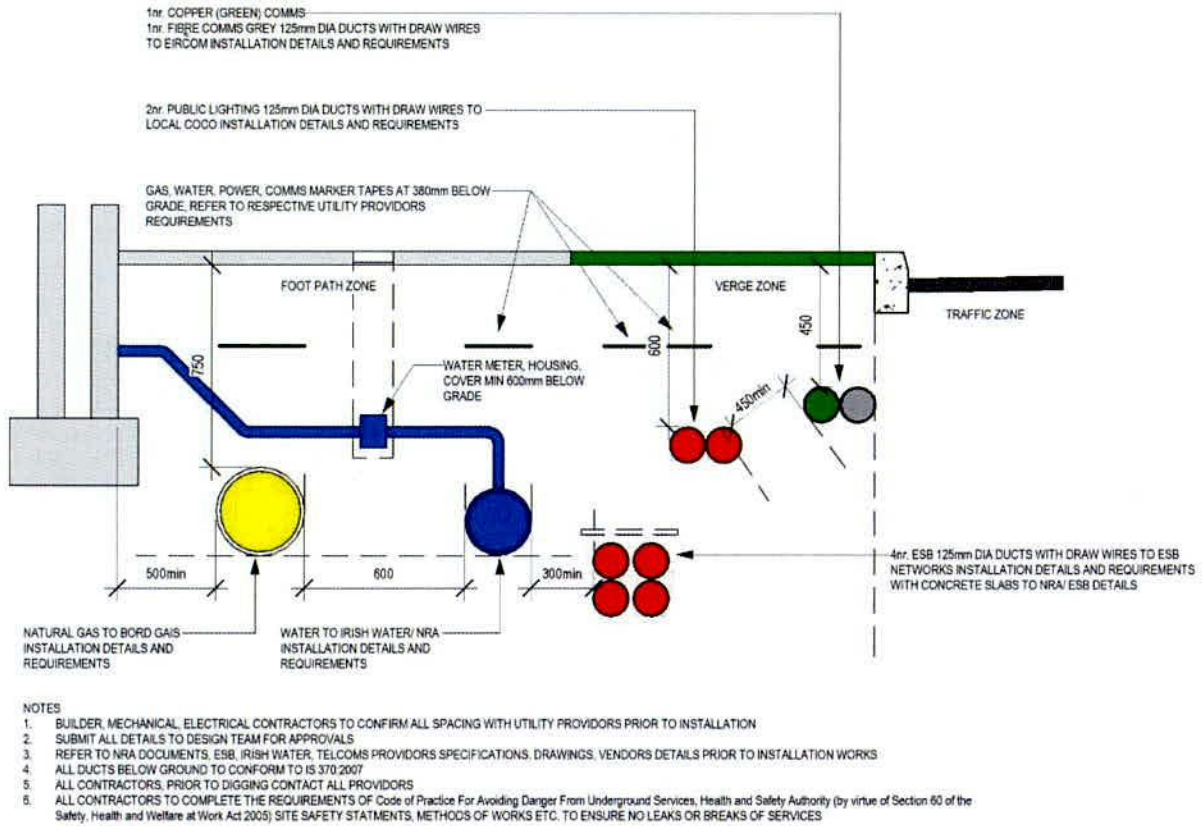 1nr. COPPER (GREEN) COMMS
1nr. FIBRE COMMS GREY 125mm DIA DUCTS WITH DRAW WIRES
TO EIRCOM INSTALLATION DETAILS AND REQUIREMENTS
2nr. PUBLIC LIGHTING 125mm DIA DUCTS WITH DRAW WIRES TO
LOCAL COCO INSTALLATION DETAILS AND REQUIREMENTS
GAS, WATER, POWER, COMMS MARKER TAPES AT 380mm BELOW
GRADE, REFER TO RESPECTIVE UTILITY PROVIDORS
REQUIREMENTS
FOOT PATH ZONE
VERGE ZONE
TRAFFIC ZONE
750
600
450
WATER METER, HOUSING,
COVER MIN 600mm BELOW
GRADE
450min
500min
600
300min
4nr. ESB 125mm DIA DUCTS WITH DRAW WIRES TO ESB
NETWORKS INSTALLATION DETAILS AND REQUIREMENTS
WITH CONCRETE SLABS TO NRA/ ESB DETAILS
NATURAL GAS TO BORD GAIS
INSTALLATION DETAILS AND
REQUIREMENTS
WATER TO IRISH WATER/ NRA
INSTALLATION DETAILS AND
REQUIREMENTS
NOTES
1. BUILDER, MECHANICAL, ELECTRICAL CONTRACTORS TO CONFIRM ALL SPACING WITH UTILITY PROVIDORS PRIOR TO INSTALLATION
2. SUBMIT ALL DETAILS TO DESIGN TEAM FOR APPROVALS
3. REFER TO NRA DOCUMENTS, ESB, IRISH WATER, TELCOMS PROVIDORS SPECIFICATIONS, DRAWINGS, VENDORS DETAILS PRIOR TO INSTALLATION WORKS
4. ALL DUCTS BELOW GROUND TO CONFORM TO IS 370:2007
5. ALL CONTRACTORS, PRIOR TO DIGGING CONTACT ALL PROVIDORS
6. ALL CONTRACTORS TO COMPLETE THE REQUIREMENTS OF Code of Practice For Avoiding Danger From Underground Services, Health and Safety Authority (by virtue of Section 60 of the
Safety, Health and Welfare at Work Act 2005) SITE SAFETY STATMENTS, METHODS OF WORKS ETC. TO ENSURE NO LEAKS OR BREAKS OF SERVICES